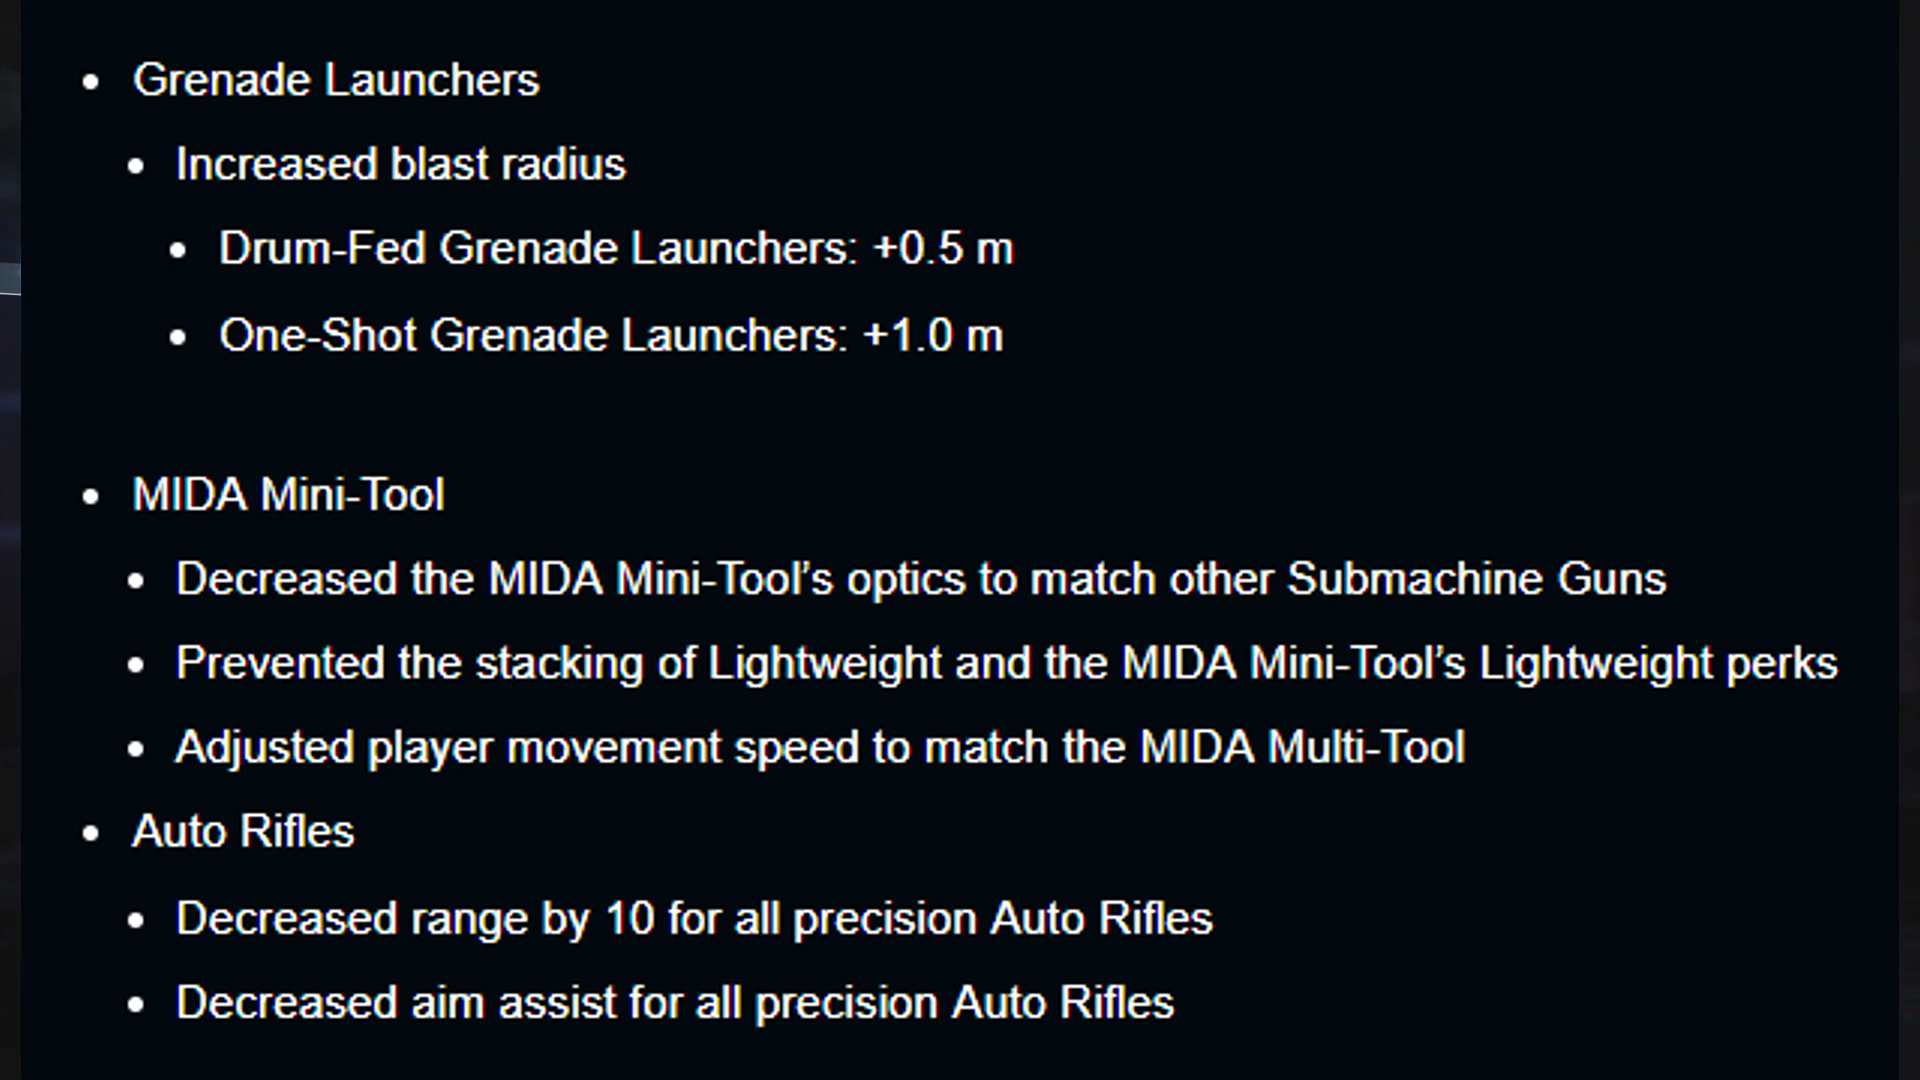 Grenade Launchers
Increased blast radius
Drum-Fed Grenade Launchers: +0.5 m
One-Shot Grenade Launchers: +1.0 m
MIDA Mini-Tool
Decreased the MIDA Mini-Tool’s optics to match other Submachine Guns
Prevented the stacking of Lightweight and the MIDA Mini-Tool’s Lightweight perks
Adjusted player movement speed to match the MIDA Multi-Tool
Auto Rifles
Decreased range by 10 for all precision Auto Rifles
Decreased aim assist for all precision Auto Rifles